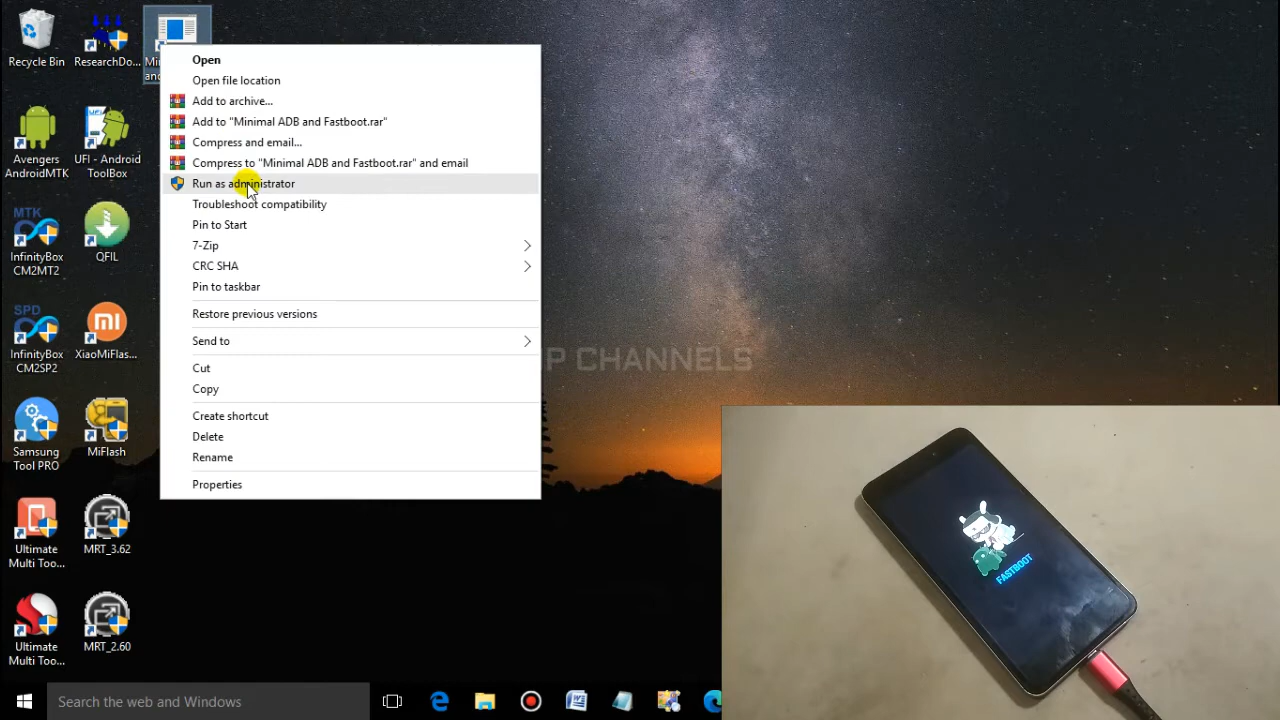 Recycle Bin
ResearchDo...
Min
and
Open
Open file location
Add to archive...
Add to "Minimal ADB and Fastboot.rar"
Compress and email...
Compress to "Minimal ADB and Fastboot.rar" and email
Run as administrator
Troubleshoot compatibility
Pin to Start
7-Zip
CRC SHA
Pin to taskbar
Restore previous versions
Send to
Cut
Copy
Create shortcut
Delete
Rename
Properties
Avengers
AndroidMTK
UFI
UFI - Android
ToolBox
MTK
InfinityBox
CM2MT2
QFIL
SPD
InfinityBox
CM2SP2
XiaoMiFlas...
Samsung
Tool PRO
MiFlash
Ultimate
Multi Too...
MRT_3.62
Ultimate
Multi Too...
MRT_2.60
P CHANNELS
FASTBOOT
Search the web and Windows